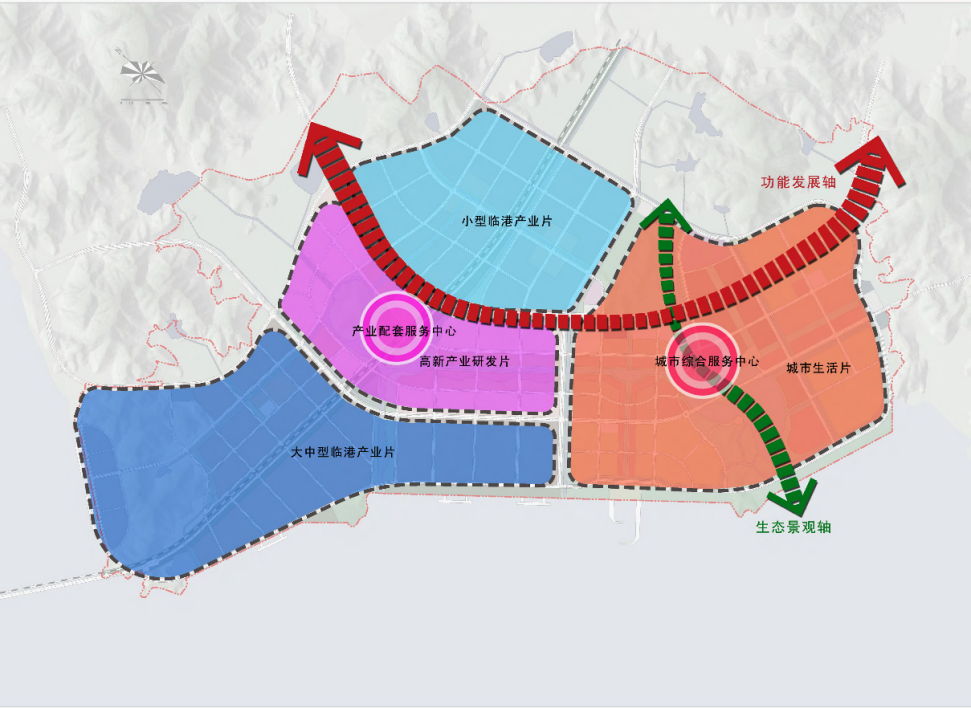 功能发展轴
小型临港产业片
产业配套服务中心
高新产业研发片
城市综合服务中心
城市生活片
大中型临港产业片
生态景观轴